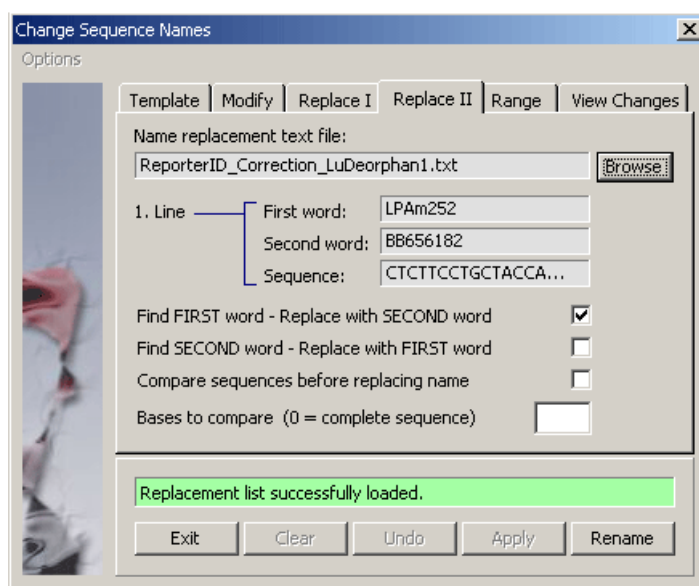 Change Sequence Names
Options
Template Modify Replace I Replace II Range View Changes
Name replacement text file:
ReporterID_Correction_LuDeorphan1.txt Browse
1. Line First word: LPAm252
Second word: BB656182
Sequence: CTCTTCCTGCTACCA...
Find FIRST word - Replace with SECOND word
Find SECOND word - Replace with FIRST word
Compare sequences before replacing name
Bases to compare (0 = complete sequence)
Replacement list successfully loaded.
Exit Clear Undo Apply Rename